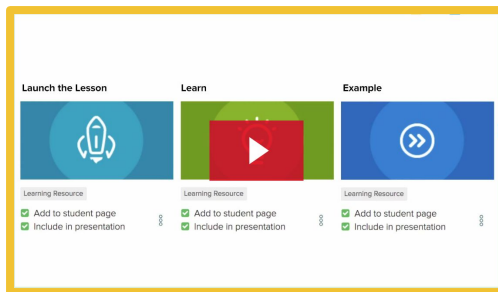 Launch the Lesson
Learning Resource
Add to student page
Include in presentation
Learn
Learning Resource
Add to student page
Include in presentation
Example
Learning Resource
Add to student page
Include in presentation